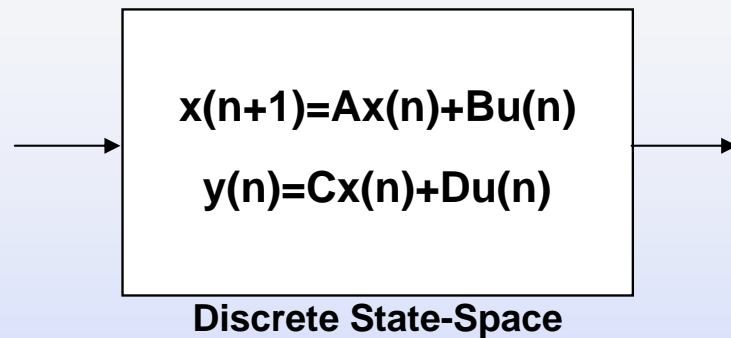 x(n+1)=Ax(n)+Bu(n)
y(n)=Cx(n)+Du(n)
Discrete State-Space